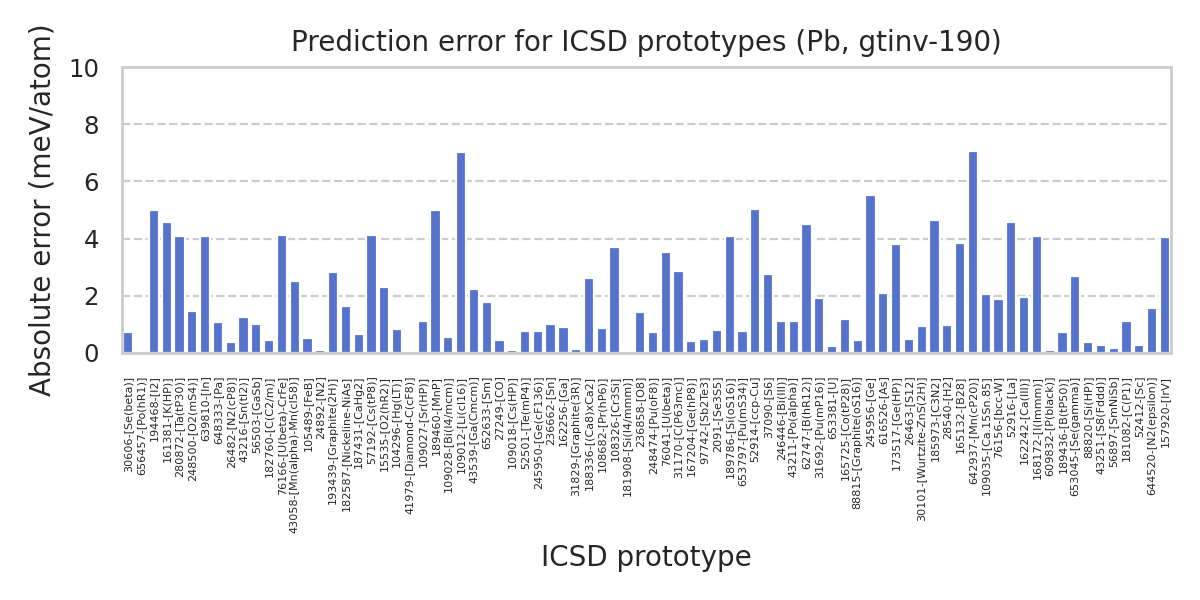 Prediction error for ICSD prototypes (Pb, gtinv-190)
Absolute error (meV/atom)
10
8
6
4
2
0
30606-[Se(beta)]
656457-[Po(hR1)]
194468-[I2]
161381-[K(HP)]
280872-[Ta(tP30)]
248500-[O2(mS4)]
639810-[In]
648333-[Pa]
26482-[N2(cP8)]
43216-[Sn(tI2)]
56503-[GaSb]
182760-[C(C2/m)]
76166-[U(beta)-CrFe]
43058-[Mn(alpha)-Mn(cI58)]
105489-[FeB]
24892-[N2]
193439-[Graphite(2H)]
182587-[Nickeline-NiAs]
187431-[CaHg2]
57192-[Cs(tP8)]
15535-[O2(hR2)]
104296-[Hg(LT)]
41979-[Diamond-C(cF8)]
109027-[Sr(HP)]
189460-[MnP]
109028-[Bi(I4/mcm)]
109012-[Li(cI16)]
43539-[Ga(Cmcm)]
652633-[Sm]
27249-[CO]
109018-[Cs(HP)]
52501-[Te(mP4)]
245950-[Ge(cF136)]
236662-[Sn]
162256-[Ga]
31829-[Graphite(3R)]
188336-[(Ca8)xCa2]
108682-[Pr(hP6)]
108326-[Cr3Si]
181908-[Si(I4/mmm)]
236858-[O8]
248474-[Pu(oF8)]
76041-[U(beta)]
31170-[C(P63mc)]
167204-[Ge(hP8)]
97742-[Sb2Te3]
2091-[Se3S5]
189786-[Si(oS16)]
653797-[Pu(mS34)]
52914-[ccp-Cu]
37090-[S6]
246446-[Bi(III)]
43211-[Po(alpha)]
62747-[B(hR12)]
31692-[Pu(mP16)]
653381-[U]
165725-[Co(tP28)]
88815-[Graphite(oS16)]
245956-[Ge]
616526-[As]
173517-[Ge(HP)]
26463-[S12]
30101-[Wurtzite-ZnS(2H)]
185973-[C3N2]
28540-[H2]
165132-[B28]
642937-[Mn(cP20)]
109035-[Ca.15Sn.85]
76156-[bcc-W]
52916-[La]
162242-[Ca(III)]
168172-[I(Immm)]
609832-[P(black)]
189436-[B(tP50)]
653045-[Se(gamma)]
88820-[Si(HP)]
43251-[S8(Fddd)]
56897-[SmNiSb]
181082-[C(P1)]
52412-[Sc]
644520-[N2(epsilon)]
157920-[IrV]
ICSD prototype